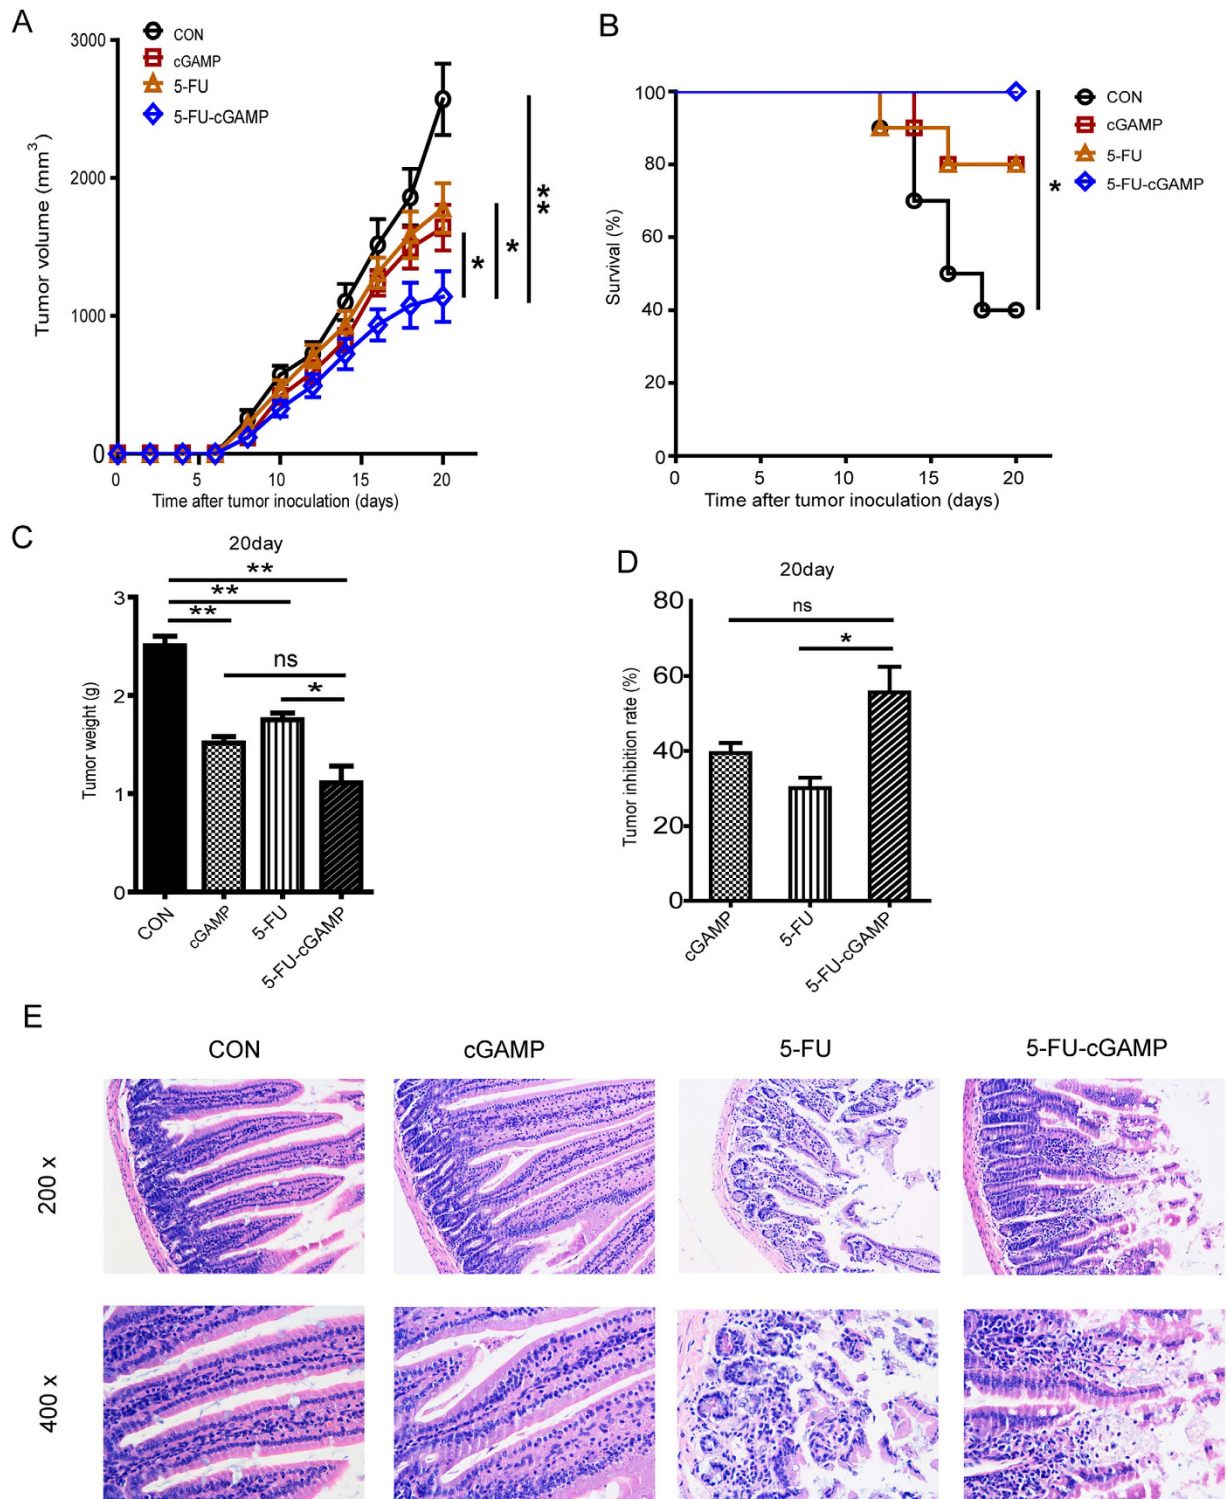 A
CON
cGAMP
5-FU
5-FU-cGAMP
Tumor volume (mm³)
3000
2000
1000
0
0 5 10 15 20
Time after tumor inoculation (days)
*
*
**
B
CON
cGAMP
5-FU
5-FU-cGAMP
Survival (%)
100
80
60
40
20
0
0 5 10 15 20
Time after tumor inoculation (days)
*
C
20day
**
**
**
ns
*
Tumor weight (g)
3
2
1
0
CON
cGAMP
5-FU
5-FU-cGAMP
D
20day
ns
*
Tumor inhibition rate (%)
80
60
40
20
0
cGAMP
5-FU
5-FU-cGAMP
E
CON cGAMP 5-FU 5-FU-cGAMP
200 x
400 x